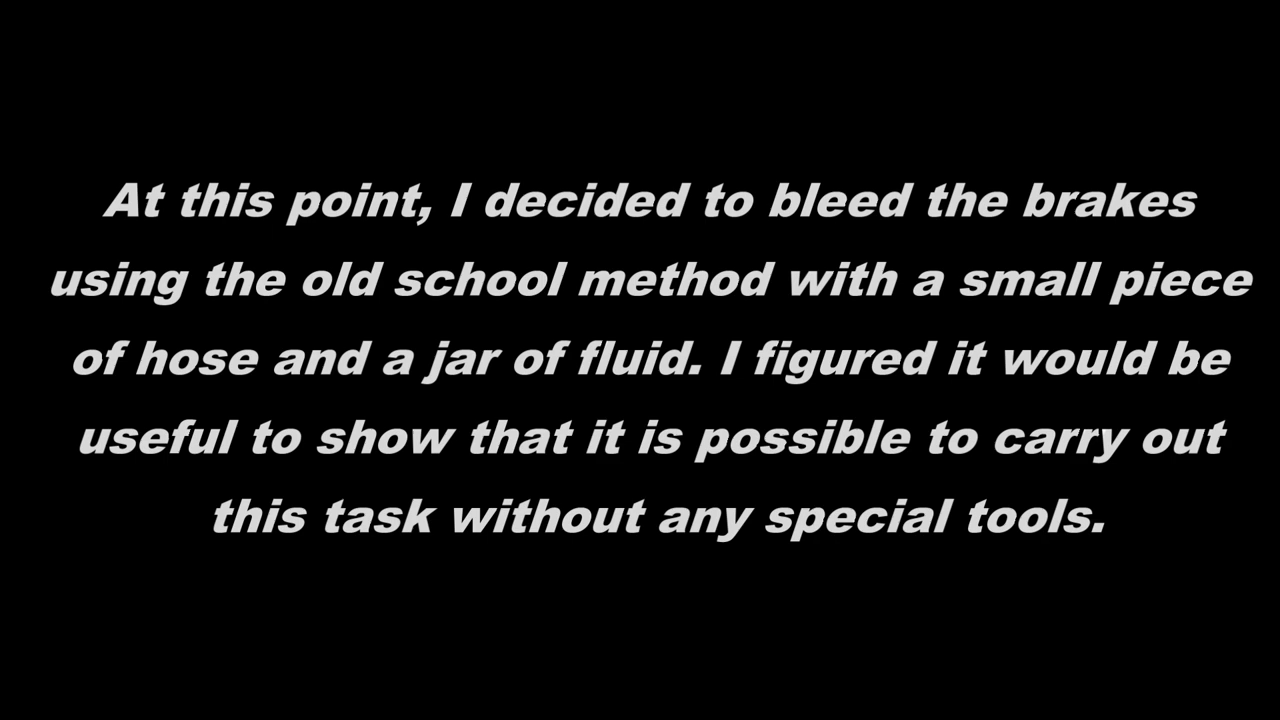 At this point, I decided to bleed the brakes
using the old school method with a small piece
of hose and a jar of fluid. I figured it would be
useful to show that it is possible to carry out
this task without any special tools.